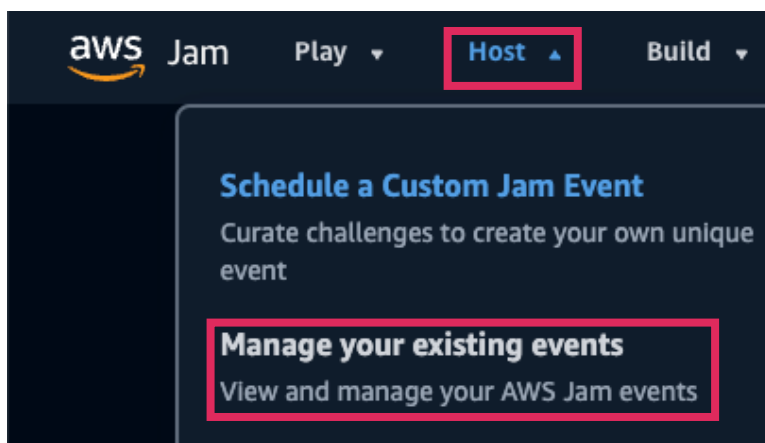 aws Jam Play Host Build
Schedule a Custom Jam Event
Curate challenges to create your own unique
event
Manage your existing events
View and manage your AWS Jam events